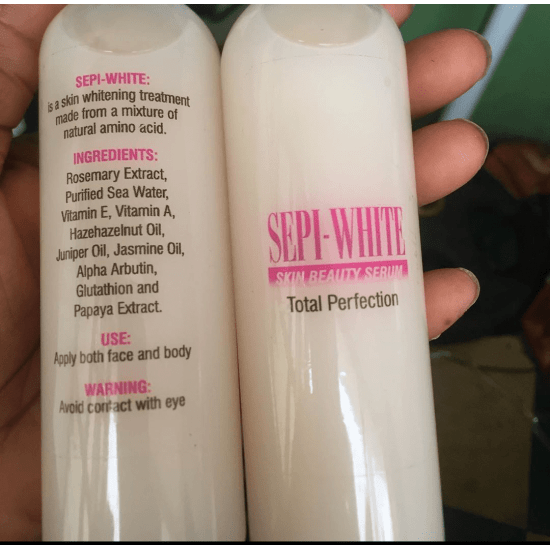 SEPI-WHITE:
is a skin whitening treatment
made from a mixture of
natural amino acid.
INGREDIENTS:
Rosemary Extract,
Purified Sea Water,
Vitamin E, Vitamin A,
Hazehazelnut Oil,
Juniper Oil, Jasmine Oil,
Alpha Arbutin,
Glutathion and
Papaya Extract.
USE:
Apply both face and body
WARNING:
Avoid contact with eye
SEPI-WHITE
SKIN BEAUTY SERUM
Total Perfection